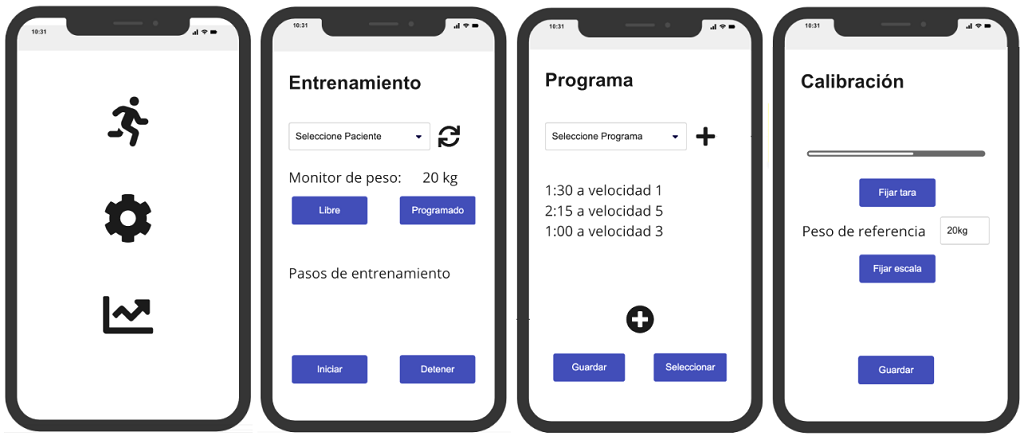 10:31
10:31
Entrenamiento
Seleccione Paciente
Monitor de peso: 20 kg
Libre Programado
Pasos de entrenamiento
Iniciar Detener
10:31
Programa
Seleccione Programa
1:30 a velocidad 1
2:15 a velocidad 5
1:00 a velocidad 3
Guardar Seleccionar
10:31
Calibración
Fijar tara
Peso de referencia 20kg
Fijar escala
Guardar